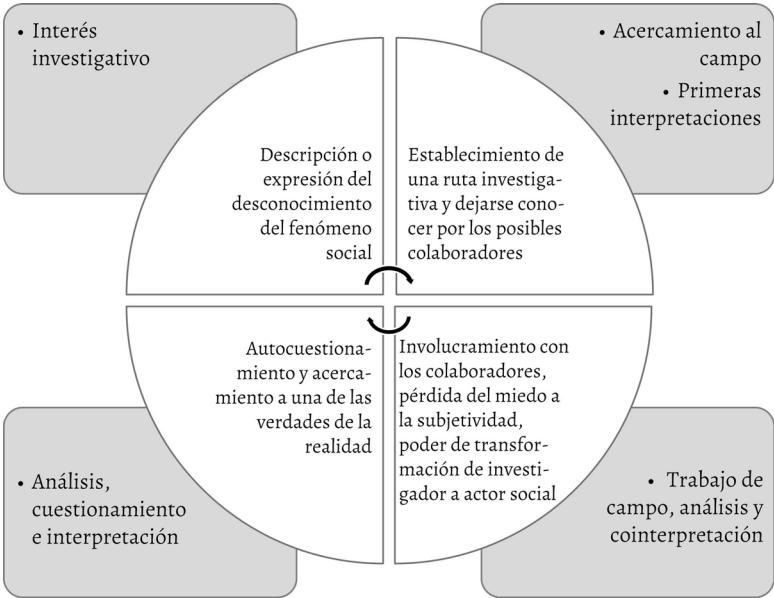 • Interés
investigativo
• Acercamiento al
campo
• Primeras
interpretaciones
Descripción o
expresión del
desconocimiento
del fenómeno
social
Establecimiento de
una ruta investiga-
tiva y dejarse cono-
cer por los posibles
colaboradores
Autocuestiona-
miento y acerca-
miento a una de las
verdades de la
realidad
Involucramiento con
los colaboradores,
pérdida del miedo a
la subjetividad,
poder de transfor-
mación de investi-
gador a actor social
• Análisis,
cuestionamiento
e interpretación
• Trabajo de
campo, análisis y
cointerpretación